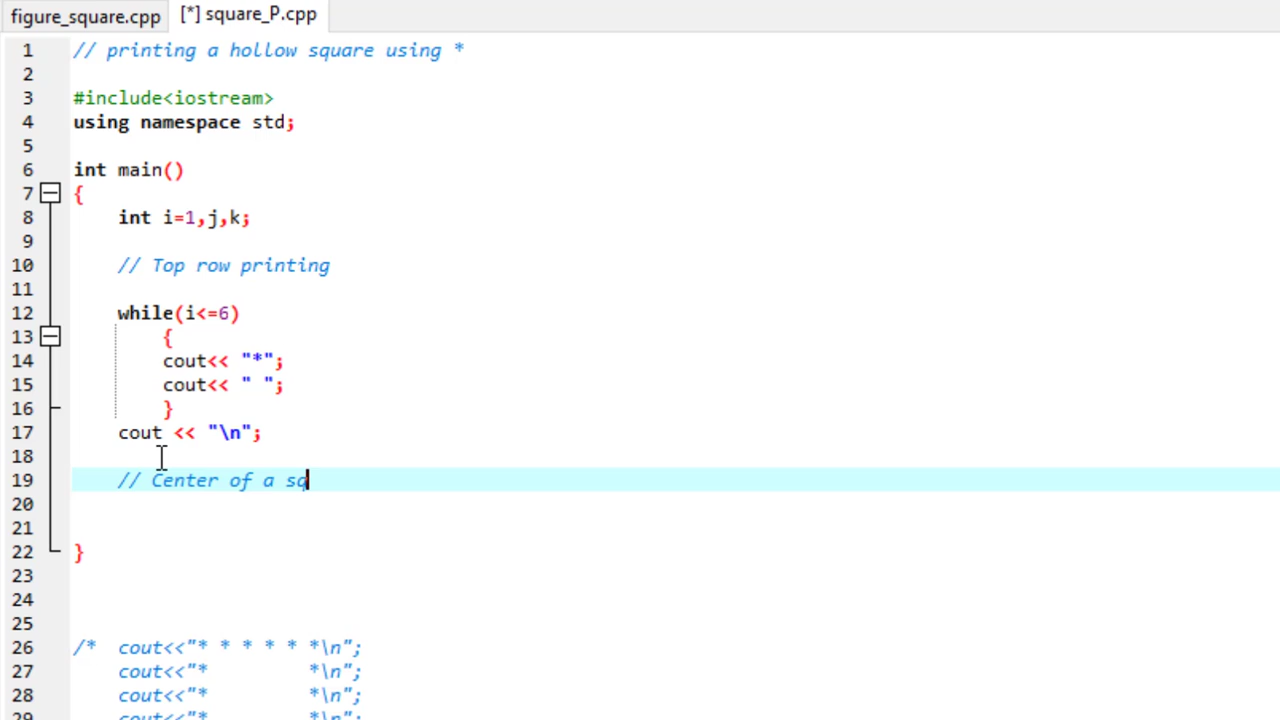 figure_square.cpp [*] square_P.cpp
1 // printing a hollow square using *
2
3 #include<iostream>
4 using namespace std;
5
6 int main()
7 {
8 int i=1,j,k;
9
10 // Top row printing
11
12 while(i<=6)
13 {
14 cout<< "*";
15 cout<< " ";
16 }
17 cout << "\n";
18
19 // Center of a sq
20
21
22 }
23
24
25
26 /* cout<<"* * * * * *\n";
27 cout<<"*         *\n";
28 cout<<"*         *\n";
29 cout<<"*         *\n";